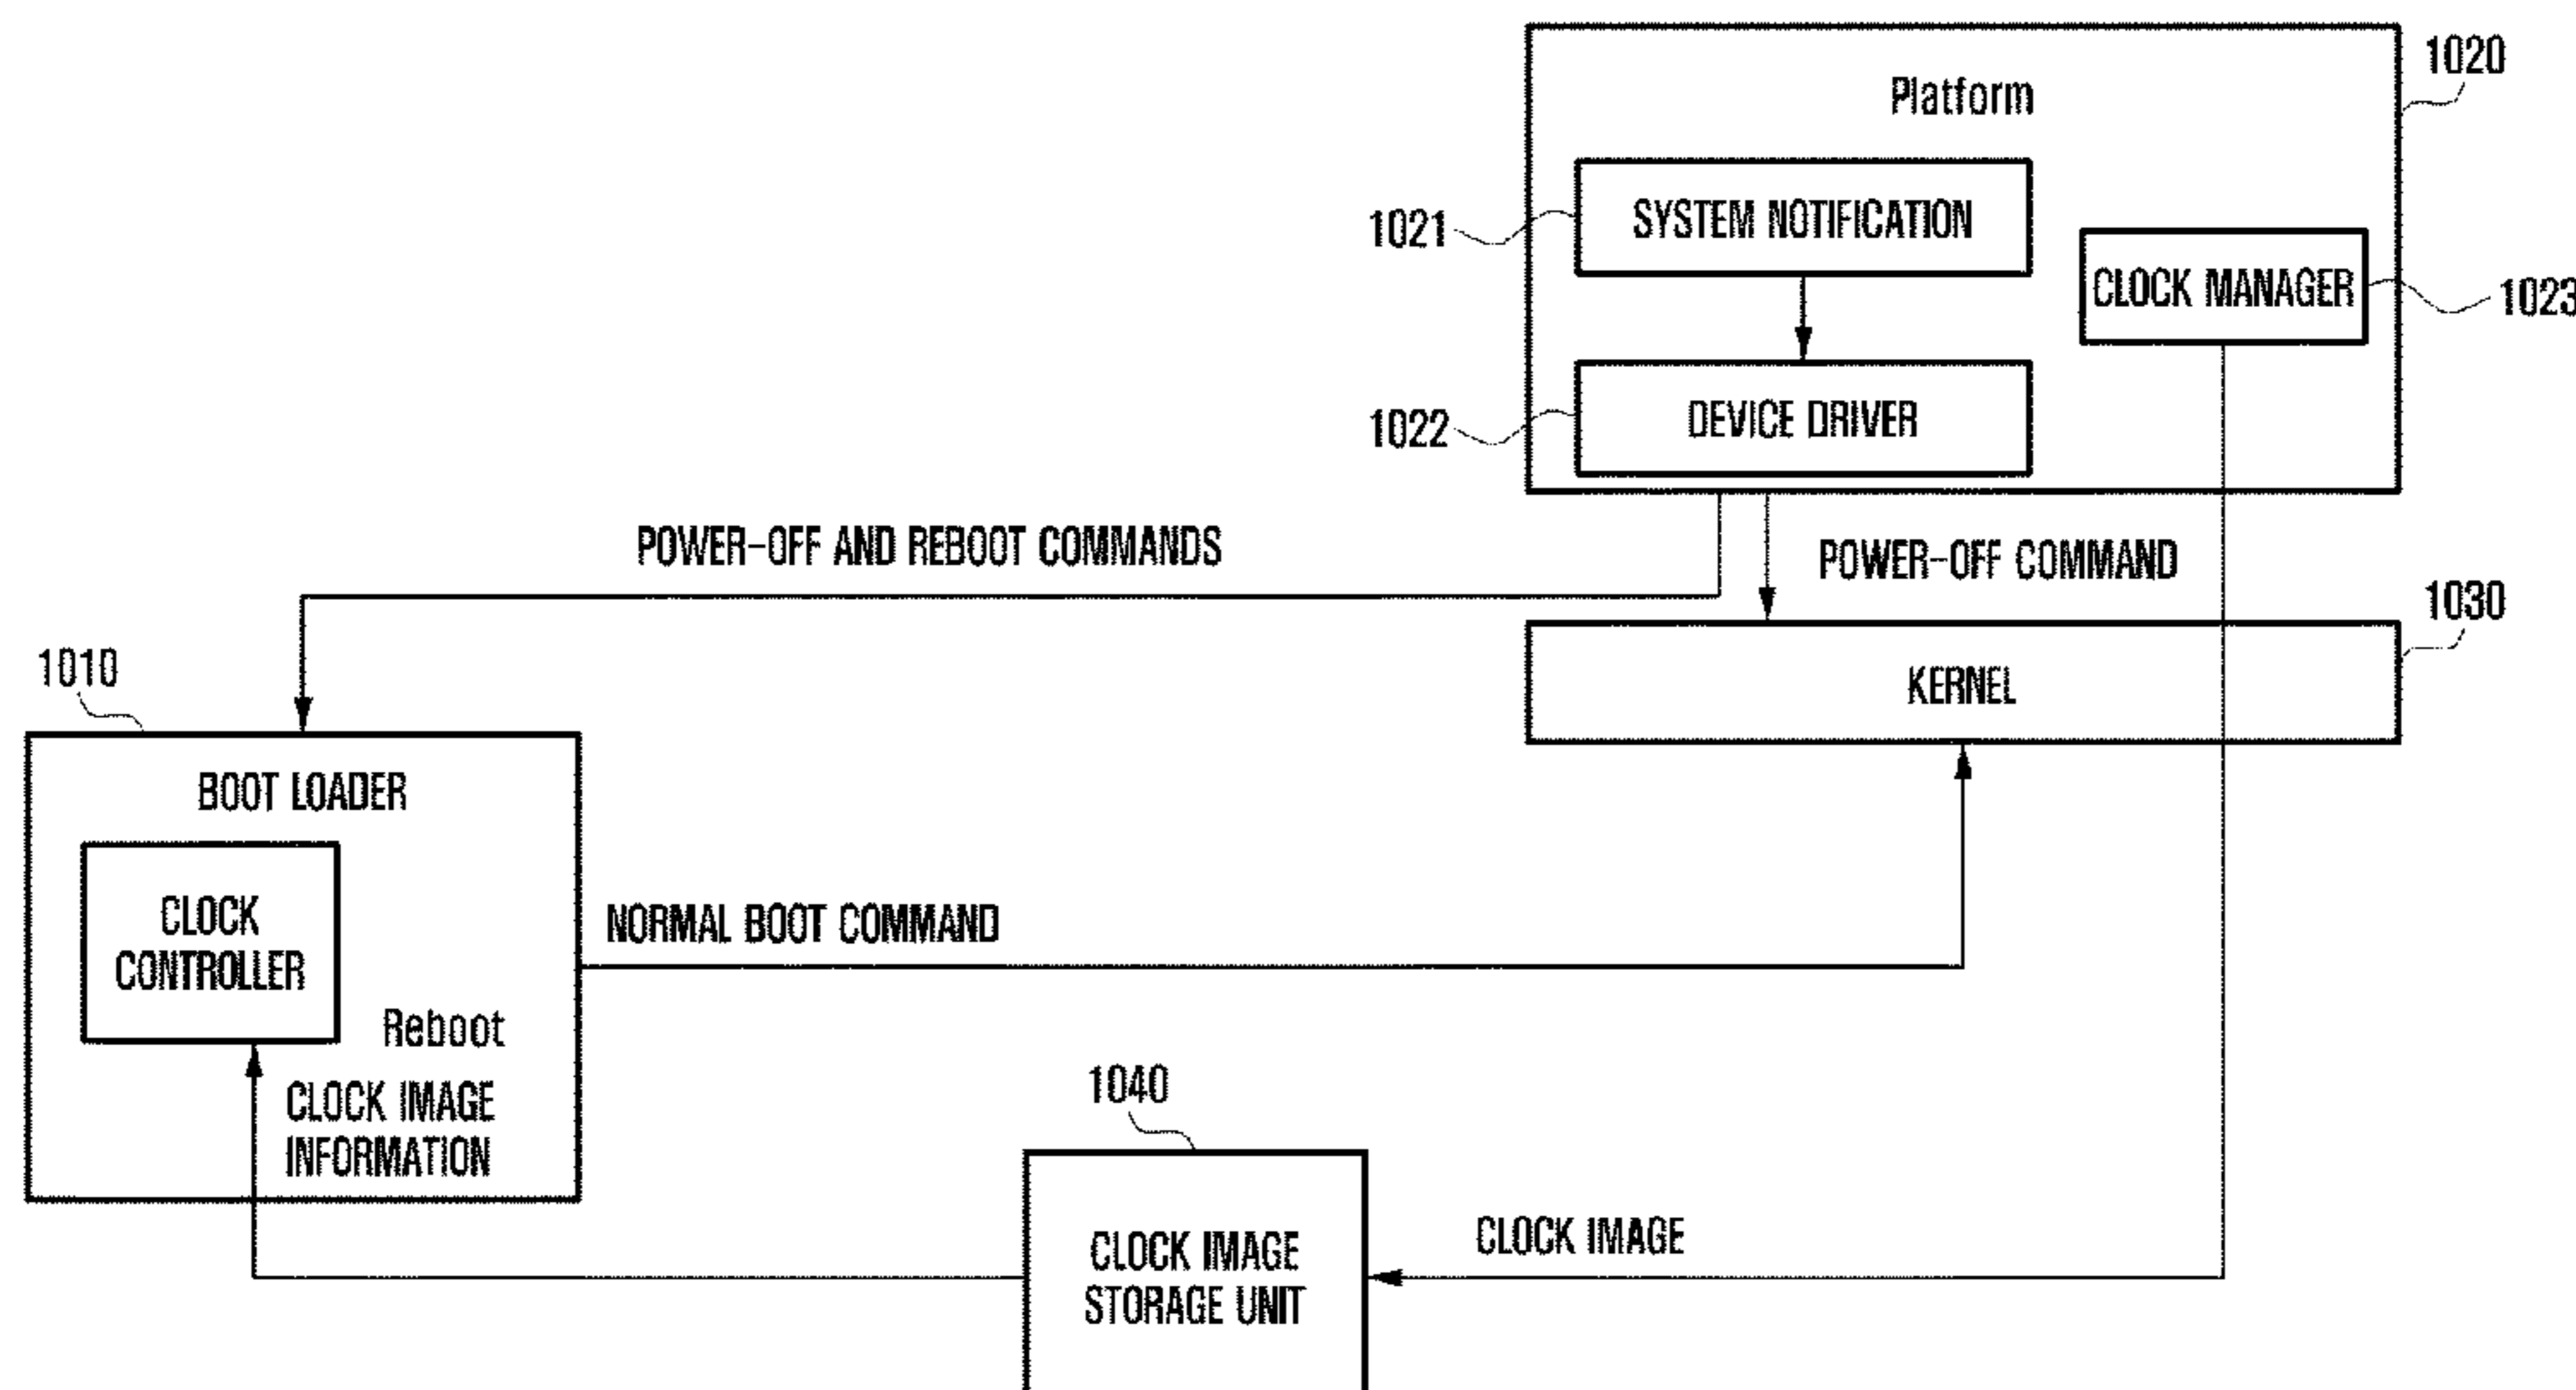 1020
Platform
1021
SYSTEM NOTIFICATION
CLOCK MANAGER
1023
1022
DEVICE DRIVER
POWER-OFF AND REBOOT COMMANDS
POWER-OFF COMMAND
1030
KERNEL
1010
BOOT LOADER
CLOCK
CONTROLLER
Reboot
NORMAL BOOT COMMAND
CLOCK IMAGE
INFORMATION
1040
CLOCK IMAGE
STORAGE UNIT
CLOCK IMAGE